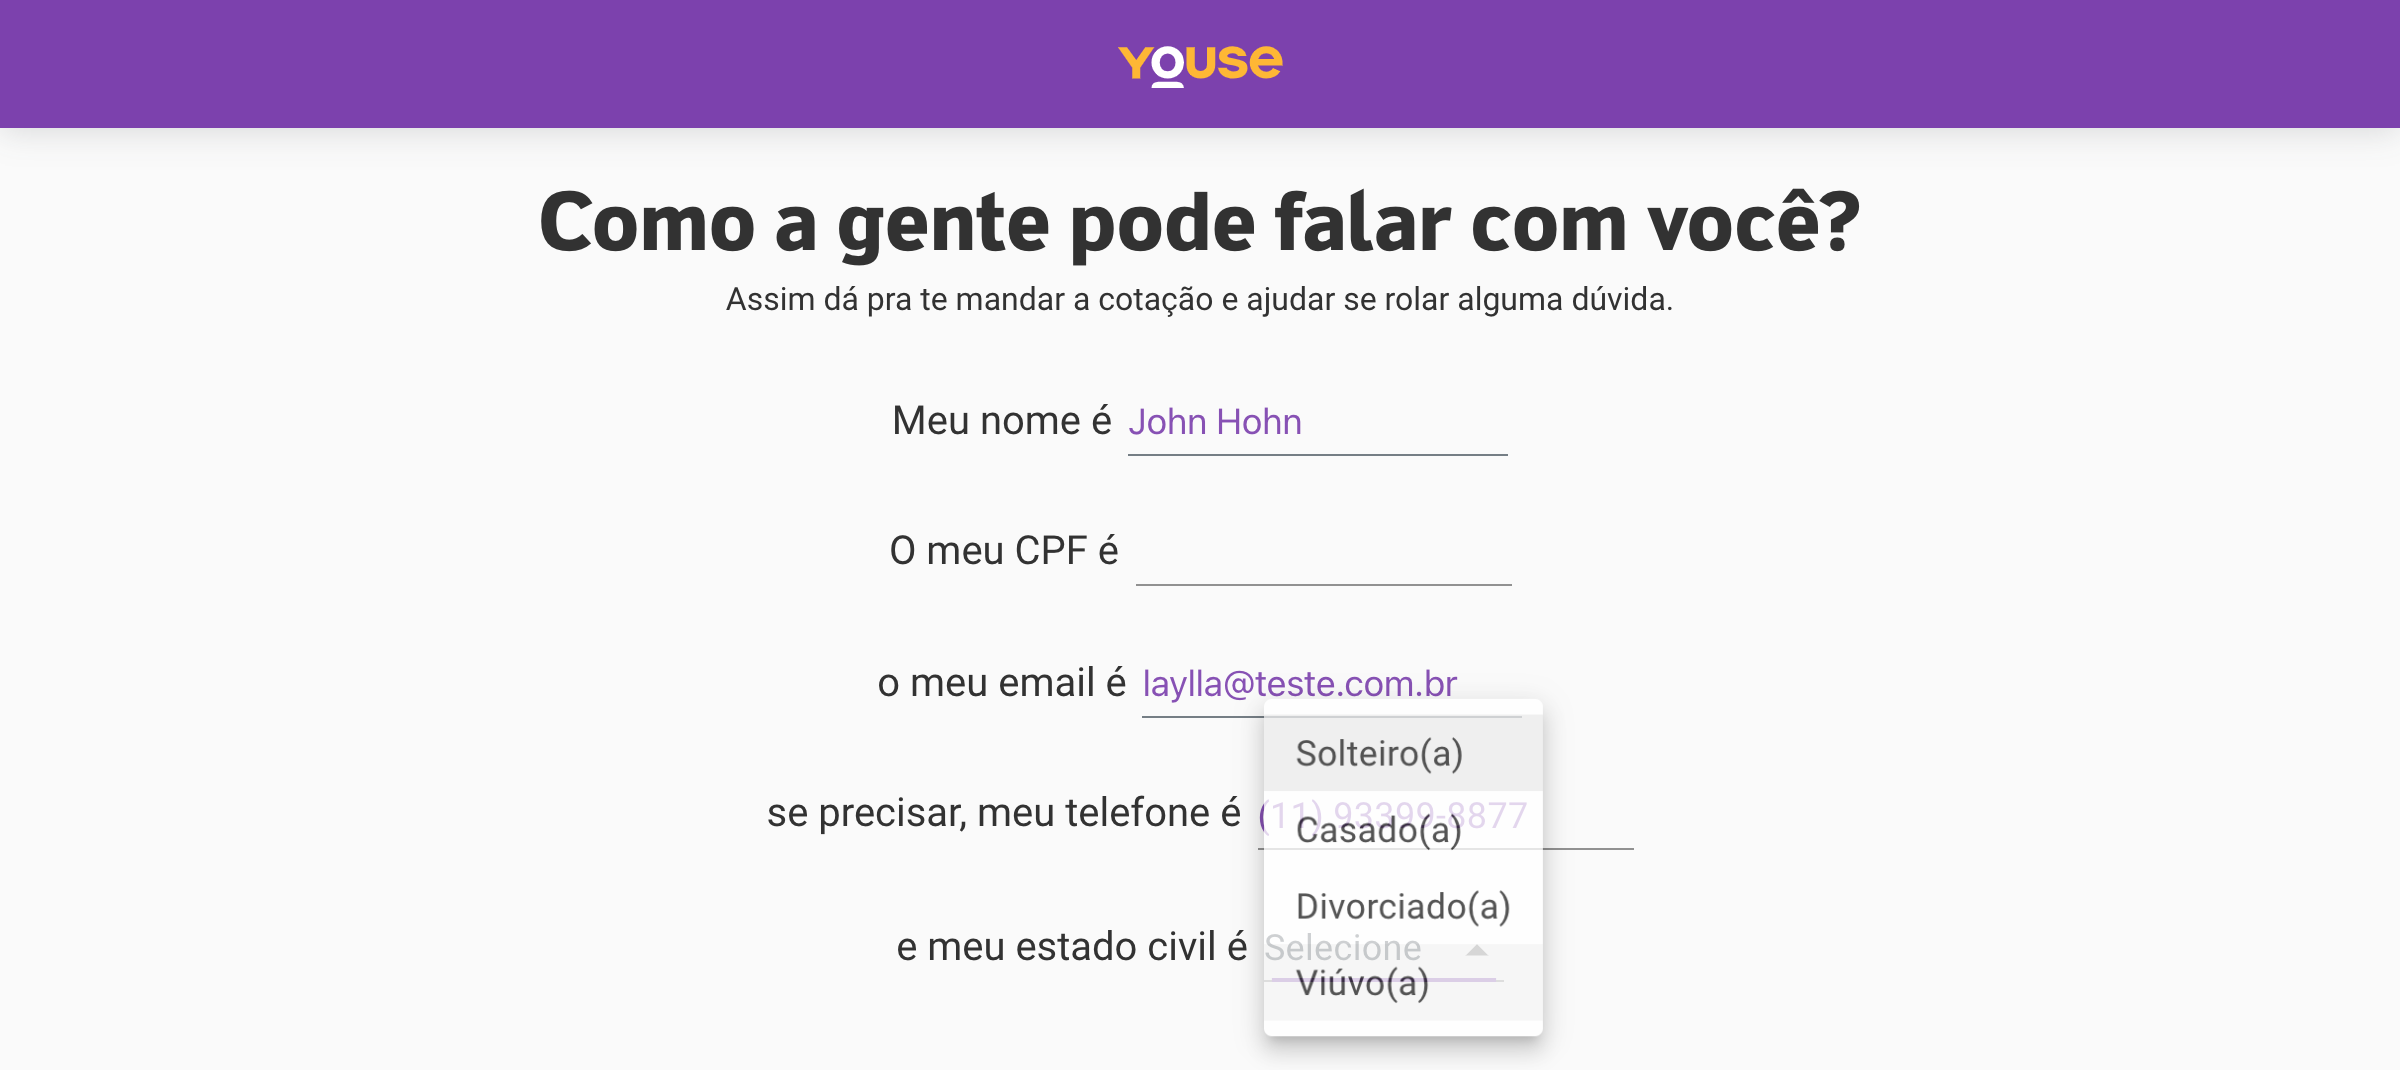 YOUSE
Como a gente pode falar com você?
Assim dá pra te mandar a cotação e ajudar se rolar alguma dúvida.
Meu nome é John Hohn
O meu CPF é
o meu email é laylla@teste.com.br
Solteiro(a)
se precisar, meu telefone é (11) 93399-8877
Casado(a)
Divorciado(a)
e meu estado civil é Selecione
Viúvo(a)